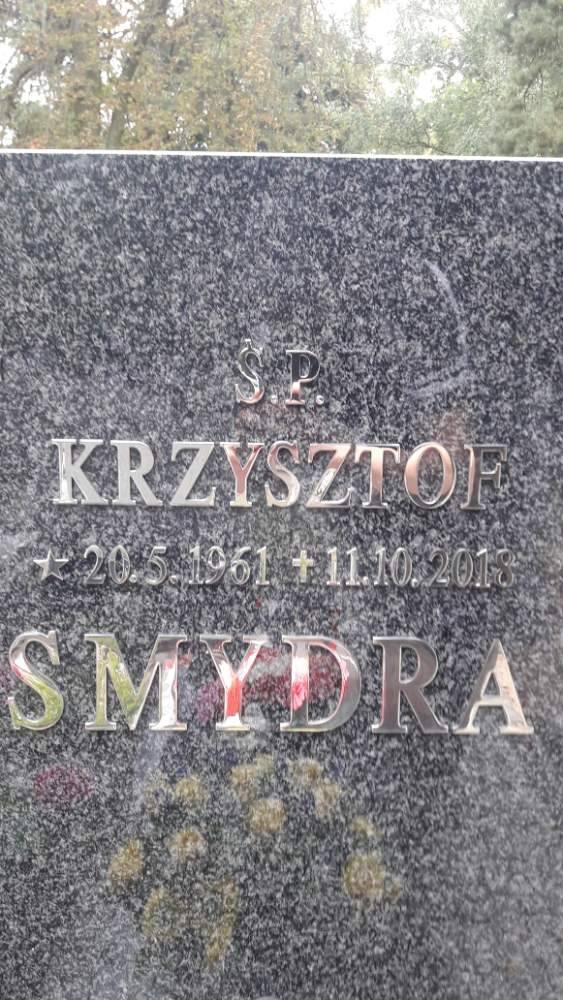 Ś.P.
KRZYSZTOF
★ 20.5.1961 ✝ 11.10.2018
SMYDRA